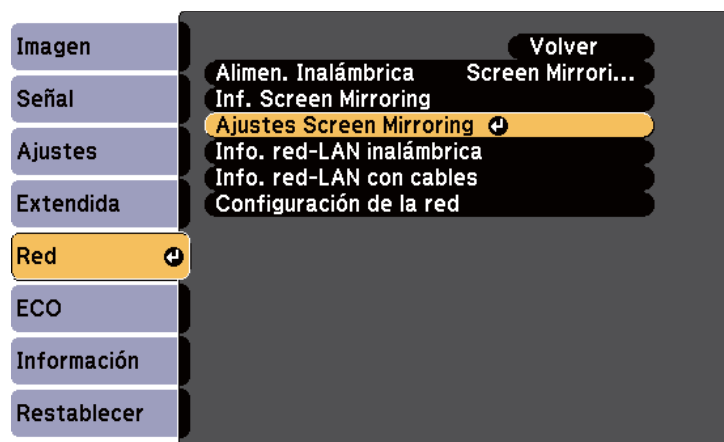 Imagen
Señal
Ajustes
Extendida
Red
ECO
Información
Restablecer
Volver
Alimen. Inalámbrica Screen Mirrori...
Inf. Screen Mirroring
Ajustes Screen Mirroring
Info. red-LAN inalámbrica
Info. red-LAN con cables
Configuración de la red